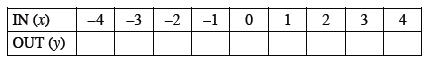 IN (x) –4 –3 –2 –1 0 1 2 3 4
OUT (y)